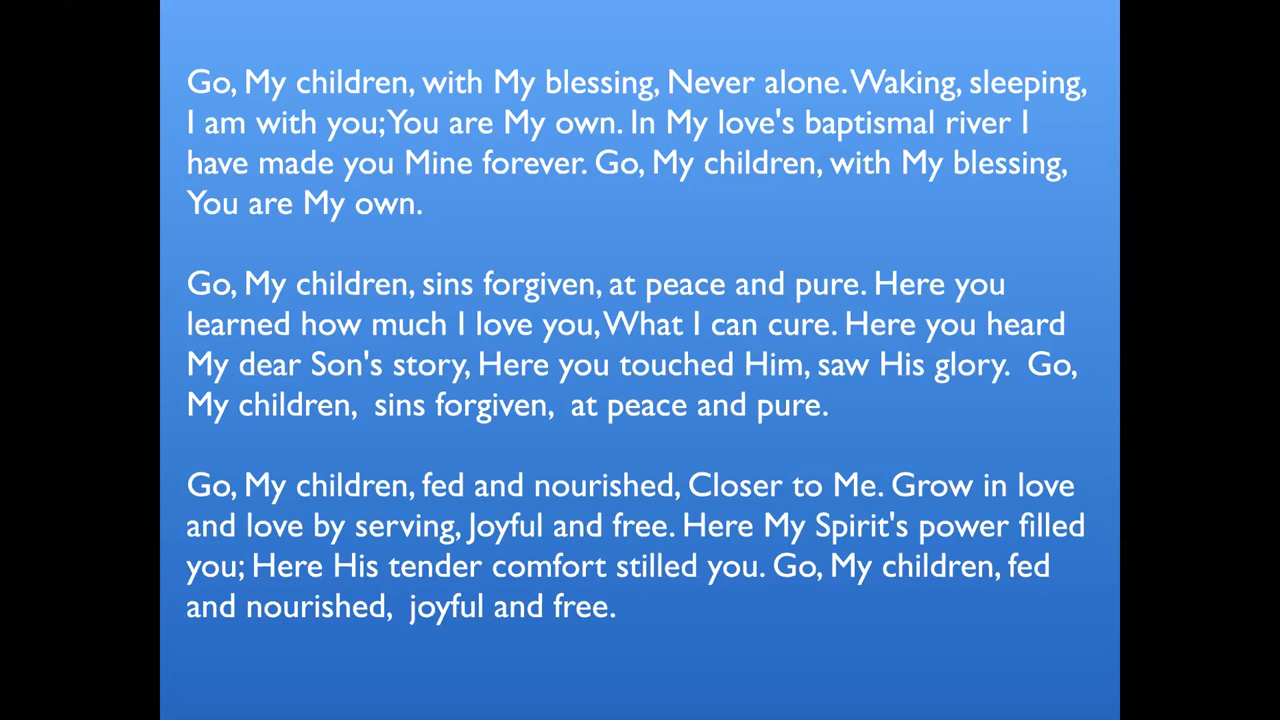 Go, My children, with My blessing, Never alone. Waking, sleeping,
I am with you; You are My own. In My love's baptismal river I
have made you Mine forever. Go, My children, with My blessing,
You are My own.
Go, My children, sins forgiven, at peace and pure. Here you
learned how much I love you, What I can cure. Here you heard
My dear Son's story, Here you touched Him, saw His glory.  Go,
My children,  sins forgiven,  at peace and pure.
Go, My children, fed and nourished, Closer to Me. Grow in love
and love by serving, Joyful and free. Here My Spirit's power filled
you; Here His tender comfort stilled you. Go, My children, fed
and nourished,  joyful and free.